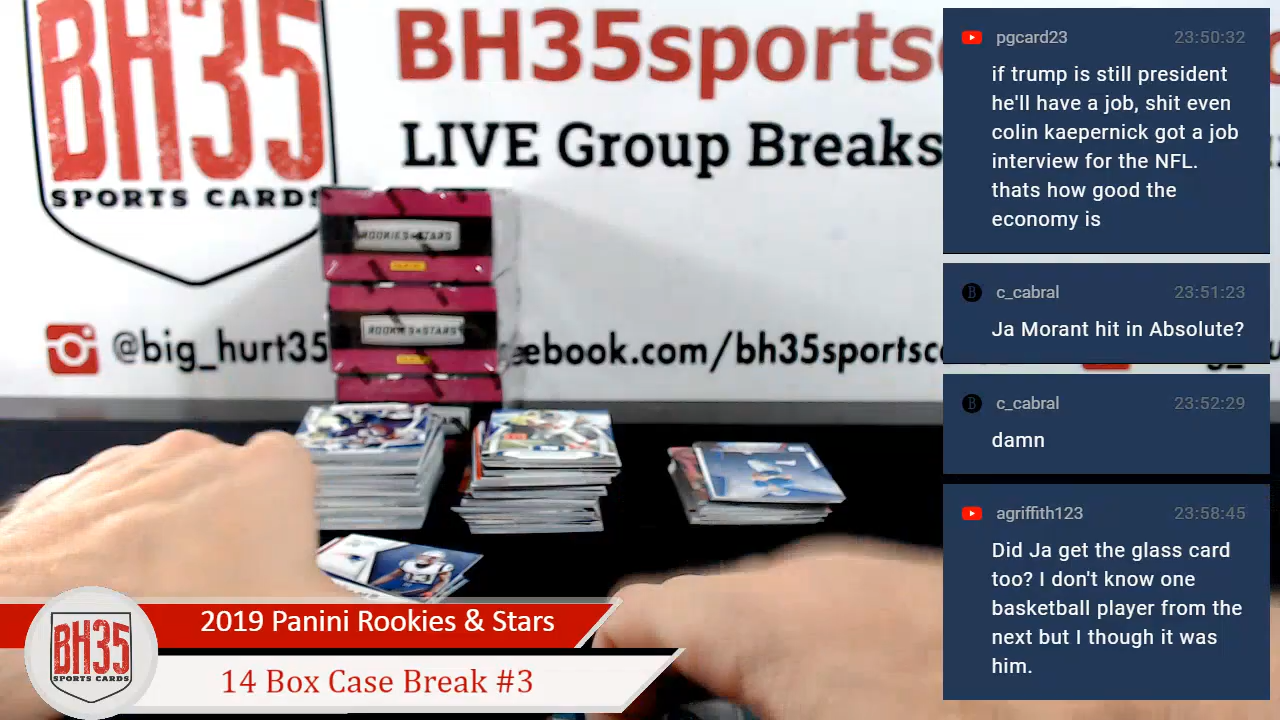 BH35
SPORTS CARDS
BH35sports
LIVE Group Breaks
@big_hurt35
ebook.com/bh35sportsc
ROOKIES & STARS
PANINI
ROOKIES & STARS
PANINI
2019 Panini Rookies & Stars
14 Box Case Break #3
BH35
SPORTS CARDS
pgcard23 23:50:32
if trump is still president
he'll have a job, shit even
colin kaepernick got a job
interview for the NFL.
thats how good the
economy is
c_cabral 23:51:23
Ja Morant hit in Absolute?
c_cabral 23:52:29
damn
agriffith123 23:58:45
Did Ja get the glass card
too? I don't know one
basketball player from the
next but I though it was
him.